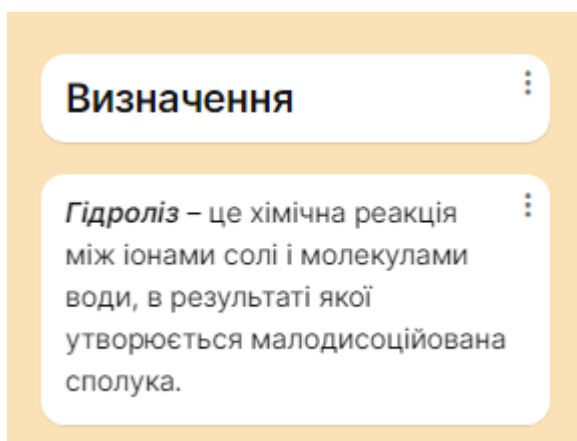 Визначення
Гідроліз – це хімічна реакція
між іонами солі і молекулами
води, в результаті якої
утворюється малодисоційована
сполука.